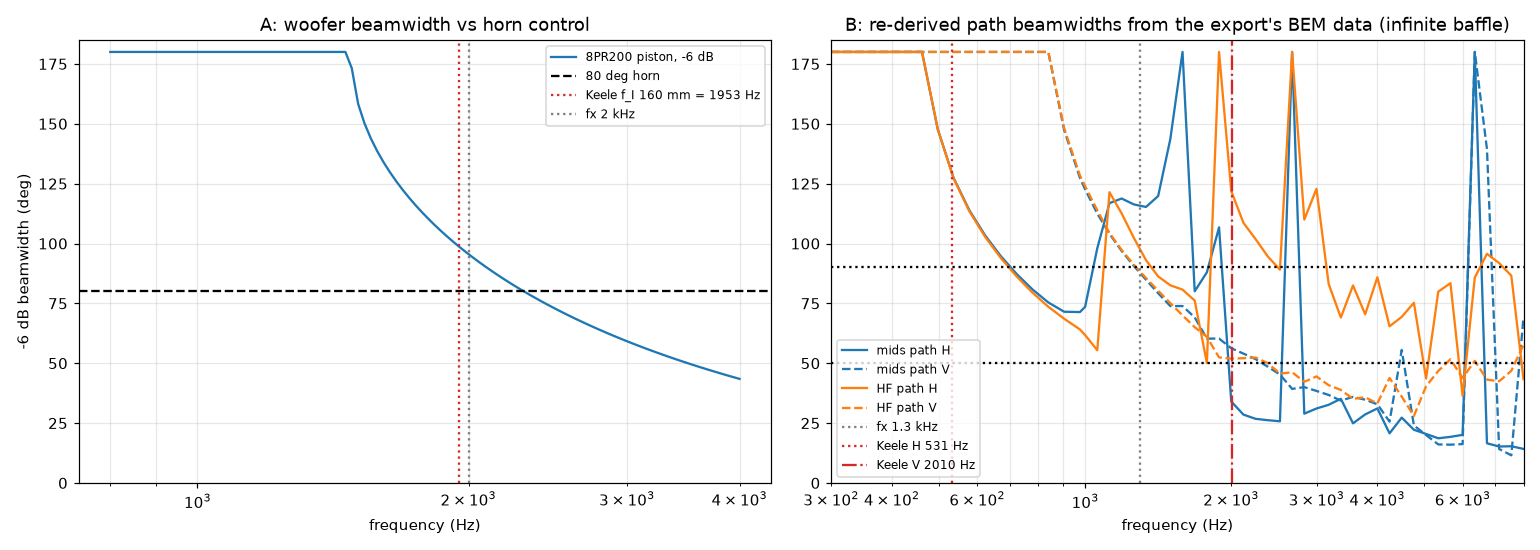 A: woofer beamwidth vs horn control
-6 dB beamwidth (deg)
175
150
125
100
75
50
25
0
8PR200 piston, -6 dB
80 deg horn
Keele f_I 160 mm = 1953 Hz
fx 2 kHz
10³
2 × 10³
3 × 10³
4 × 10³
frequency (Hz)
B: re-derived path beamwidths from the export's BEM data (infinite baffle)
175
150
125
100
75
50
25
0
mids path H
mids path V
HF path H
HF path V
fx 1.3 kHz
Keele H 531 Hz
Keele V 2010 Hz
3 × 10²
4 × 10²
6 × 10²
10³
2 × 10³
3 × 10³
4 × 10³
6 × 10³
frequency (Hz)